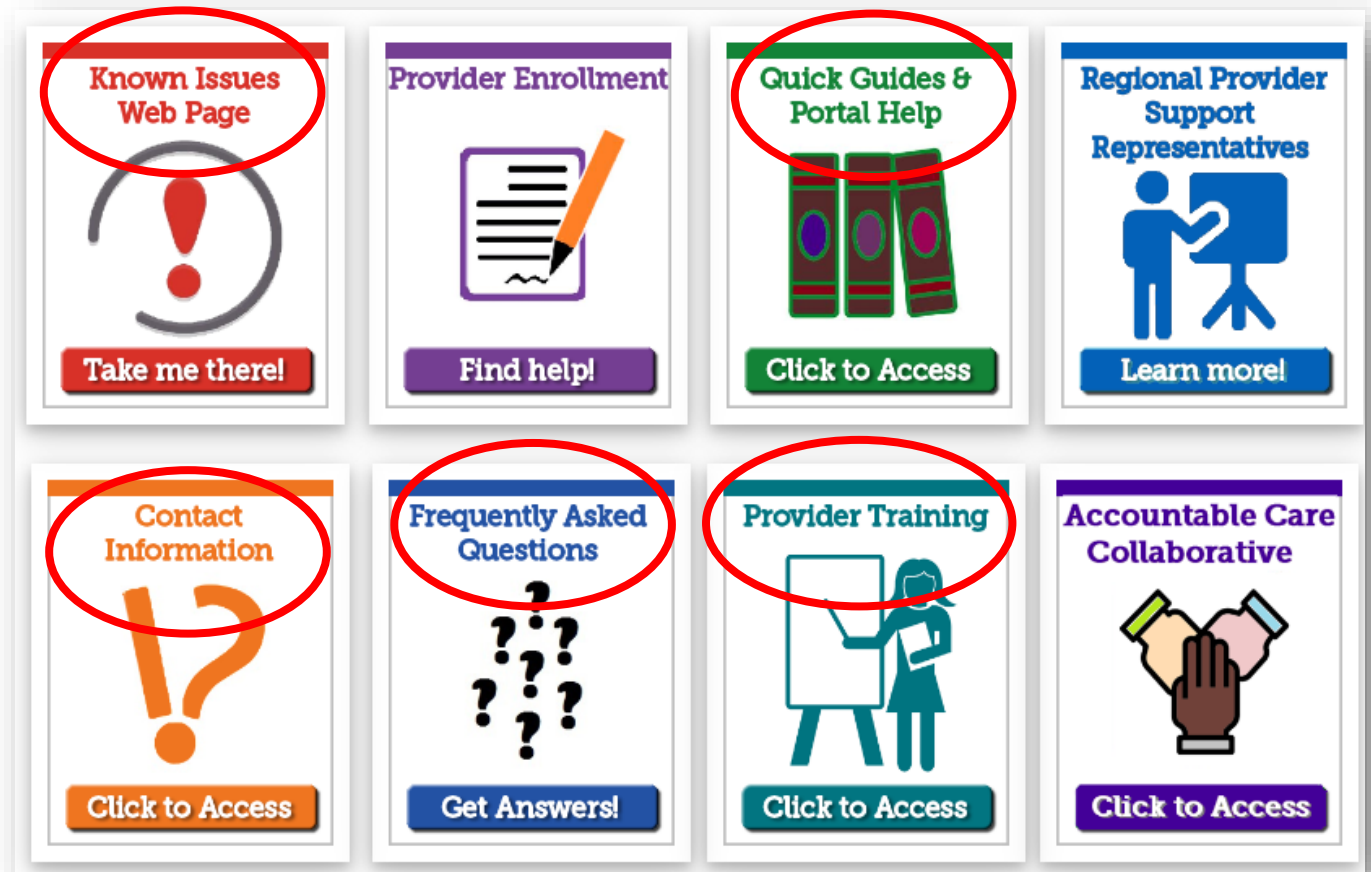 Known Issues
Web Page
Take me there!
Provider Enrollment
Find help!
Quick Guides &
Portal Help
Click to Access
Regional Provider
Support
Representatives
Learn more!
Contact
Information
!?
Click to Access
Frequently Asked
Questions
? ? ? ? ? ? ? ?
Get Answers!
Provider Training
Click to Access
Accountable Care
Collaborative
Click to Access